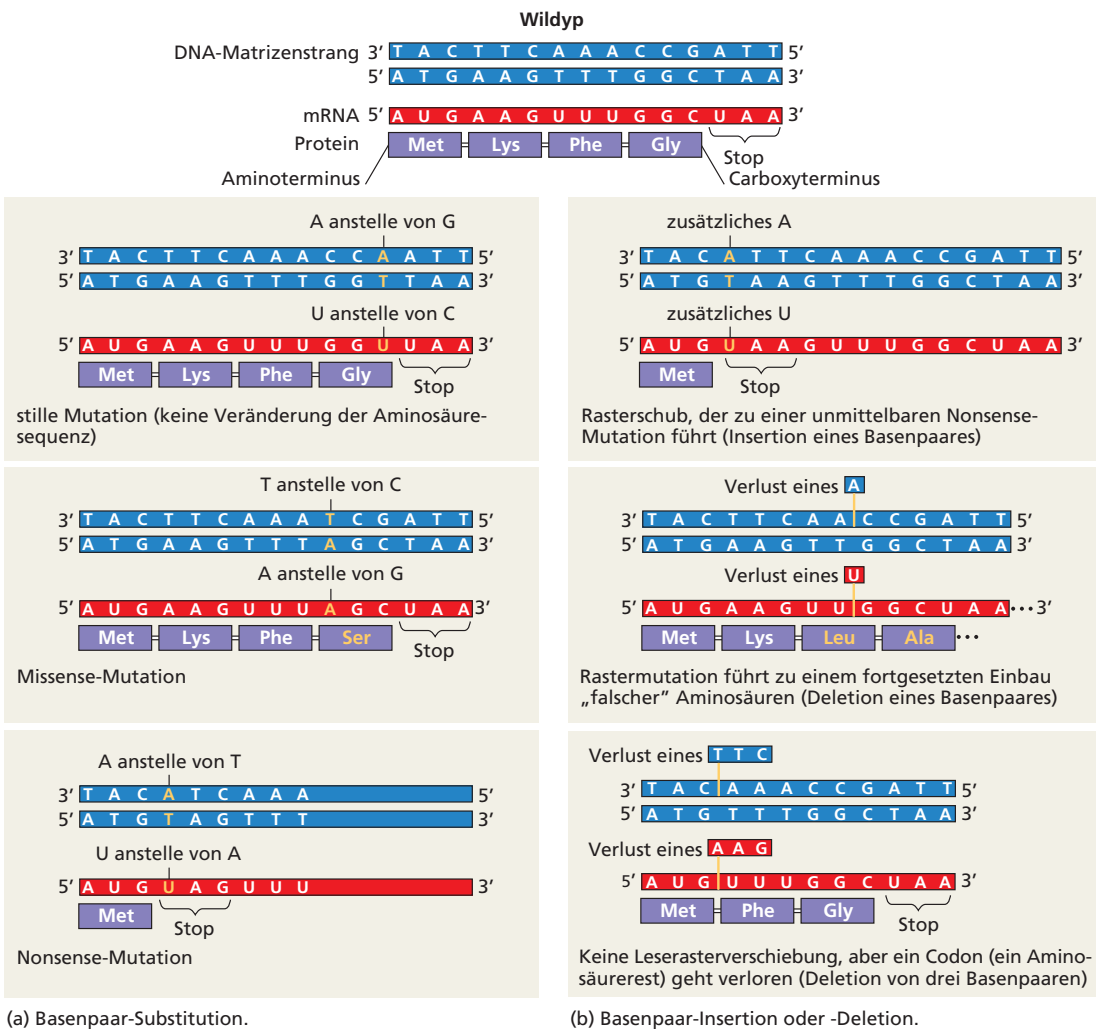 Wildyp
DNA-Matrizenstrang 3′ T A C T T C A A A C C G A T T 5′
5′ A T G A A G T T T G G C T A A 3′
mRNA 5′ A U G A A G U U U G G C U A A 3′
Protein Met Lys Phe Gly Stop
Aminoterminus Carboxyterminus
A anstelle von G
3′ T A C T T C A A A C C A A T T 5′
5′ A T G A A G T T T G G T T A A 3′
U anstelle von C
5′ A U G A A G U U U G G U U A A 3′
Met Lys Phe Gly Stop
stille Mutation (keine Veränderung der Aminosäure-
sequenz)
T anstelle von C
3′ T A C T T C A A A T C G A T T 5′
5′ A T G A A G T T T A G C T A A 3′
A anstelle von G
5′ A U G A A G U U U A G C U A A 3′
Met Lys Phe Ser Stop
Missense-Mutation
A anstelle von T
3′ T A C A T C A A A 5′
5′ A T G T A G T T T 3′
U anstelle von A
5′ A U G U A G U U U 3′
Met Stop
Nonsense-Mutation
(a) Basenpaar-Substitution.
zusätzliches A
3′ T A C A T T C A A A C C G A T T 5′
5′ A T G T A A G T T T G G C T A A 3′
zusätzliches U
5′ A U G U A A G U U U G G C U A A 3′
Met Stop
Rasterschub, der zu einer unmittelbaren Nonsense-
Mutation führt (Insertion eines Basenpaares)
Verlust eines A
3′ T A C T T C A A C C G A T T 5′
5′ A T G A A G T T G G C T A A 3′
Verlust eines U
5′ A U G A A G U U G G C U A A ··· 3′
Met Lys Leu Ala ···
Rastermutation führt zu einem fortgesetzten Einbau
„falscher” Aminosäuren (Deletion eines Basenpaares)
Verlust eines T T C
3′ T A C A A A C C G A T T 5′
5′ A T G T T T G G C T A A 3′
Verlust eines A A G
5′ A U G U U U G G C U A A 3′
Met Phe Gly Stop
Keine Leserasterverschiebung, aber ein Codon (ein Amino-
säurerest) geht verloren (Deletion von drei Basenpaaren)
(b) Basenpaar-Insertion oder -Deletion.